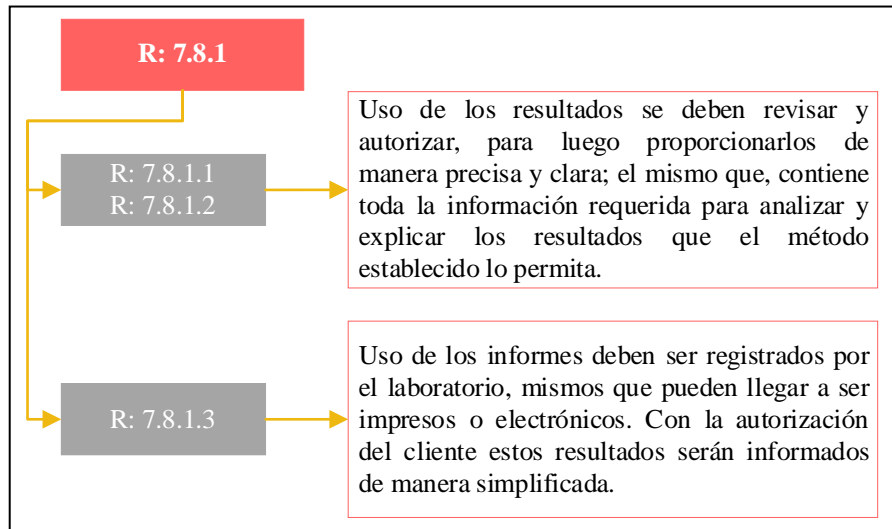 R: 7.8.1
Uso de los resultados se deben revisar y
autorizar, para luego proporcionarlos de
manera precisa y clara; el mismo que, contiene
toda la información requerida para analizar y
explicar los resultados que el método
establecido lo permita.
R: 7.8.1.1
R: 7.8.1.2
Uso de los informes deben ser registrados por
el laboratorio, mismos que pueden llegar a ser
impresos o electrónicos. Con la autorización
del cliente estos resultados serán informados
de manera simplificada.
R: 7.8.1.3